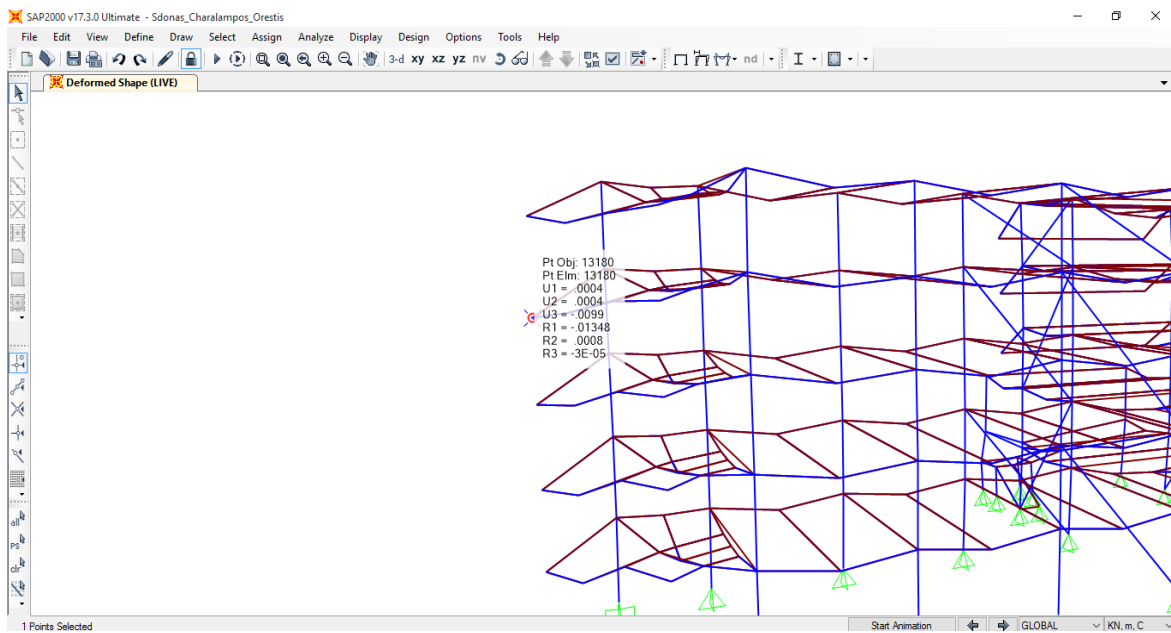 SAP2000 v17.3.0 Ultimate - Sdonas_Charalampos_Orestis
File Edit View Define Draw Select Assign Analyze Display Design Options Tools Help
3-d xy xz yz nv nd
Deformed Shape (LIVE)
Pt Obj: 13180
Pt Elm: 13180
U1 = .0004
U2 = .0004
U3 = -.0099
R1 = -.01348
R2 = .0008
R3 = -3E-05
all
PS
clr
1 Points Selected
Start Animation
GLOBAL
KN, m, C